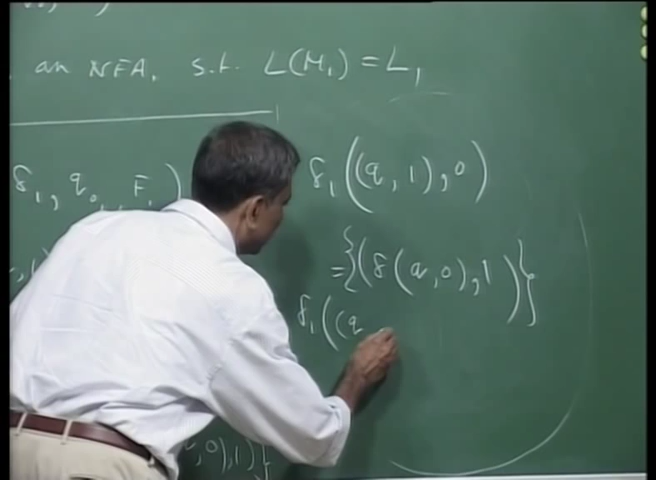 an NFA. s.t. L(M₁) = L₁
δ₁, q₀, F₁)
δ₁((q, 1), 0)
= {(δ(q, 0), 1)}
δ₁((q
, 0), 1)}